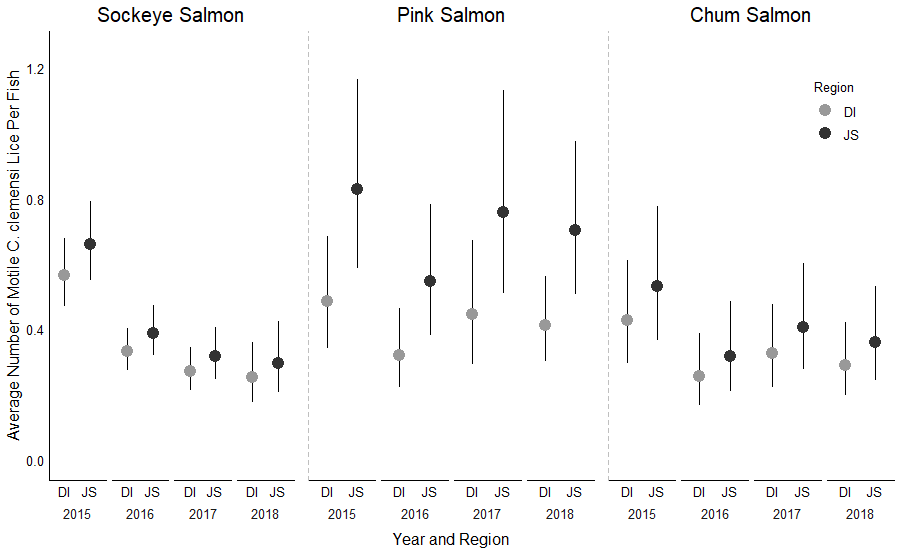 Sockeye Salmon Pink Salmon Chum Salmon
Average Number of Motile C. clemensi Lice Per Fish
1.2
0.8
0.4
0.0
Region
DI
JS
DI JS DI JS DI JS DI JS DI JS DI JS DI JS DI JS DI JS DI JS DI JS DI JS
2015 2016 2017 2018 2015 2016 2017 2018 2015 2016 2017 2018
Year and Region